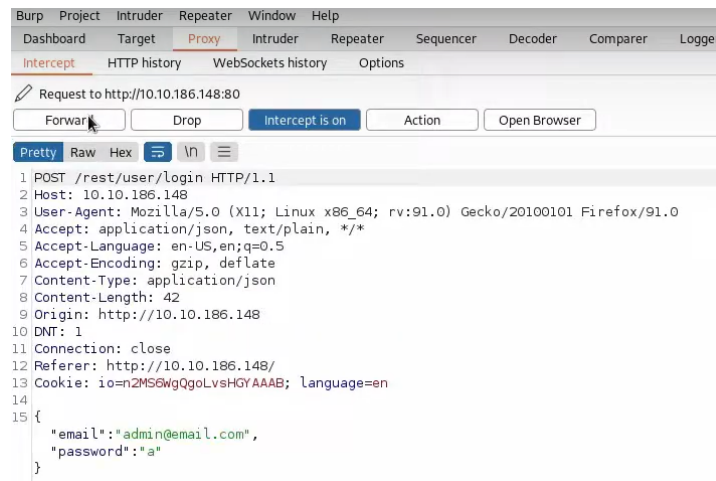 Burp Project Intruder Repeater Window Help
Dashboard Target Proxy Intruder Repeater Sequencer Decoder Comparer Logge
Intercept HTTP history WebSockets history Options
Request to http://10.10.186.148:80
Forward Drop Intercept is on Action Open Browser
Pretty Raw Hex \n
1 POST /rest/user/login HTTP/1.1
2 Host: 10.10.186.148
3 User-Agent: Mozilla/5.0 (X11; Linux x86_64; rv:91.0) Gecko/20100101 Firefox/91.0
4 Accept: application/json, text/plain, */*
5 Accept-Language: en-US,en;q=0.5
6 Accept-Encoding: gzip, deflate
7 Content-Type: application/json
8 Content-Length: 42
9 Origin: http://10.10.186.148
10 DNT: 1
11 Connection: close
12 Referer: http://10.10.186.148/
13 Cookie: io=n2MS6WgQgoLvsHGYAAAB; language=en
14
15 {
"email":"admin@email.com",
"password":"a"
}